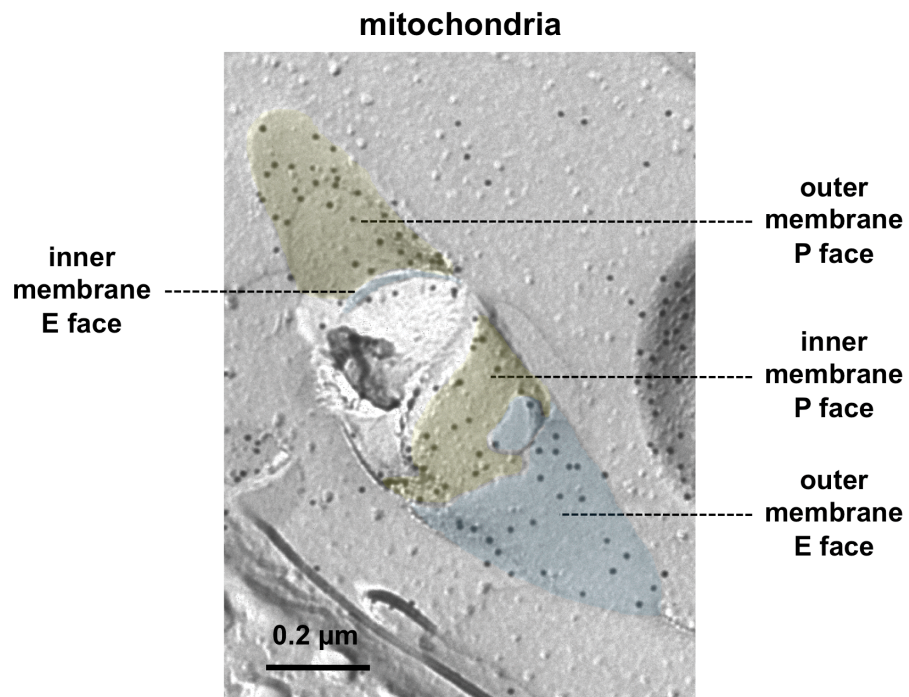 mitochondria
outer
membrane
P face
inner
membrane
E face
inner
membrane
P face
outer
membrane
E face
0.2 µm